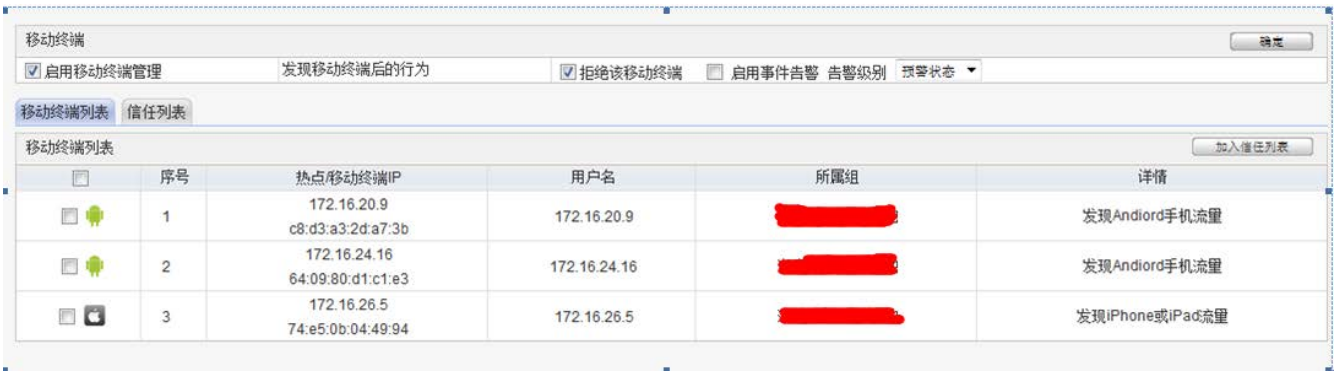 移动终端
确定
启用移动终端管理 发现移动终端后的行为 拒绝该移动终端 启用事件告警 告警级别 预警状态
移动终端列表 信任列表
移动终端列表
加入信任列表
序号 热点/移动终端IP 用户名 所属组 详情
1 172.16.20.9 172.16.20.9 发现Andiord手机流量
c8:d3:a3:2d:a7:3b
2 172.16.24.16 172.16.24.16 发现Andiord手机流量
64:09:80:d1:c1:e3
3 172.16.26.5 172.16.26.5 发现iPhone或iPad流量
74:e5:0b:04:49:94